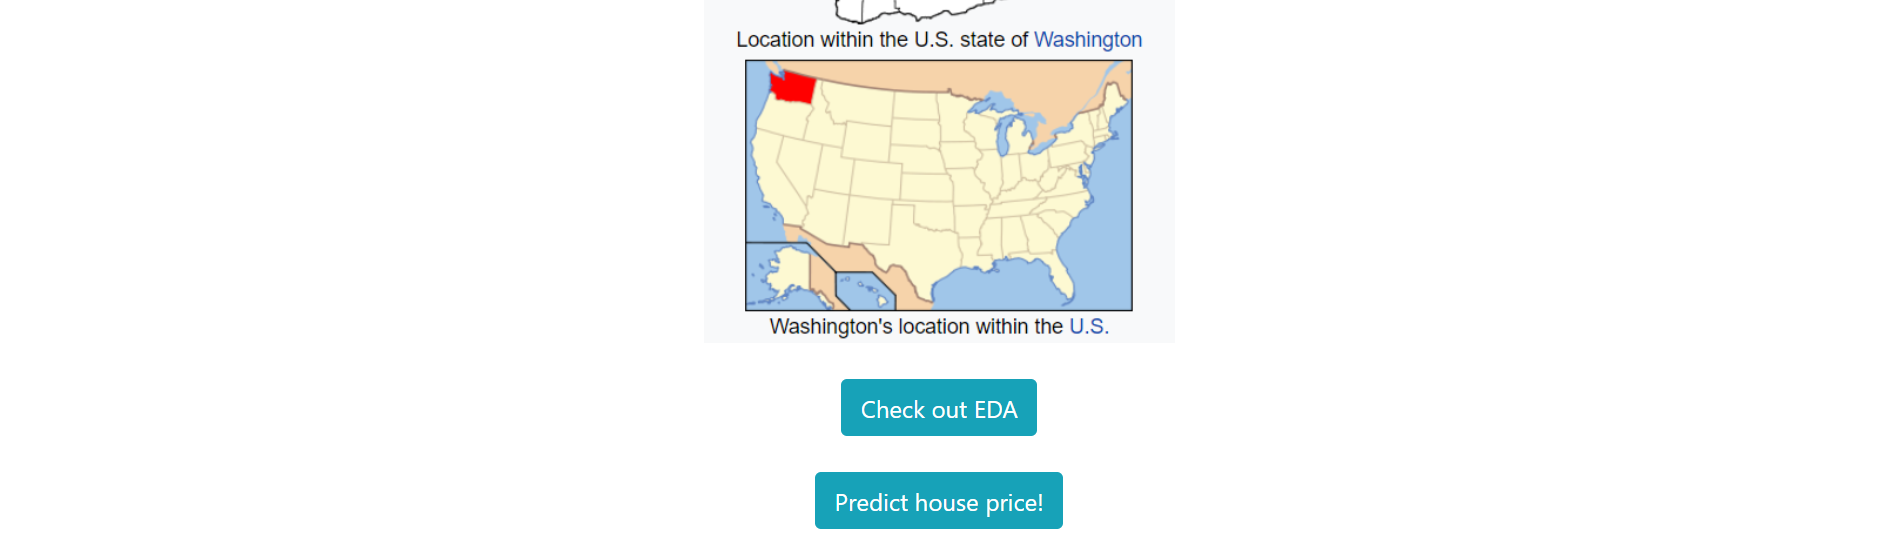 Location within the U.S. state of Washington
Washington's location within the U.S.
Check out EDA
Predict house price!